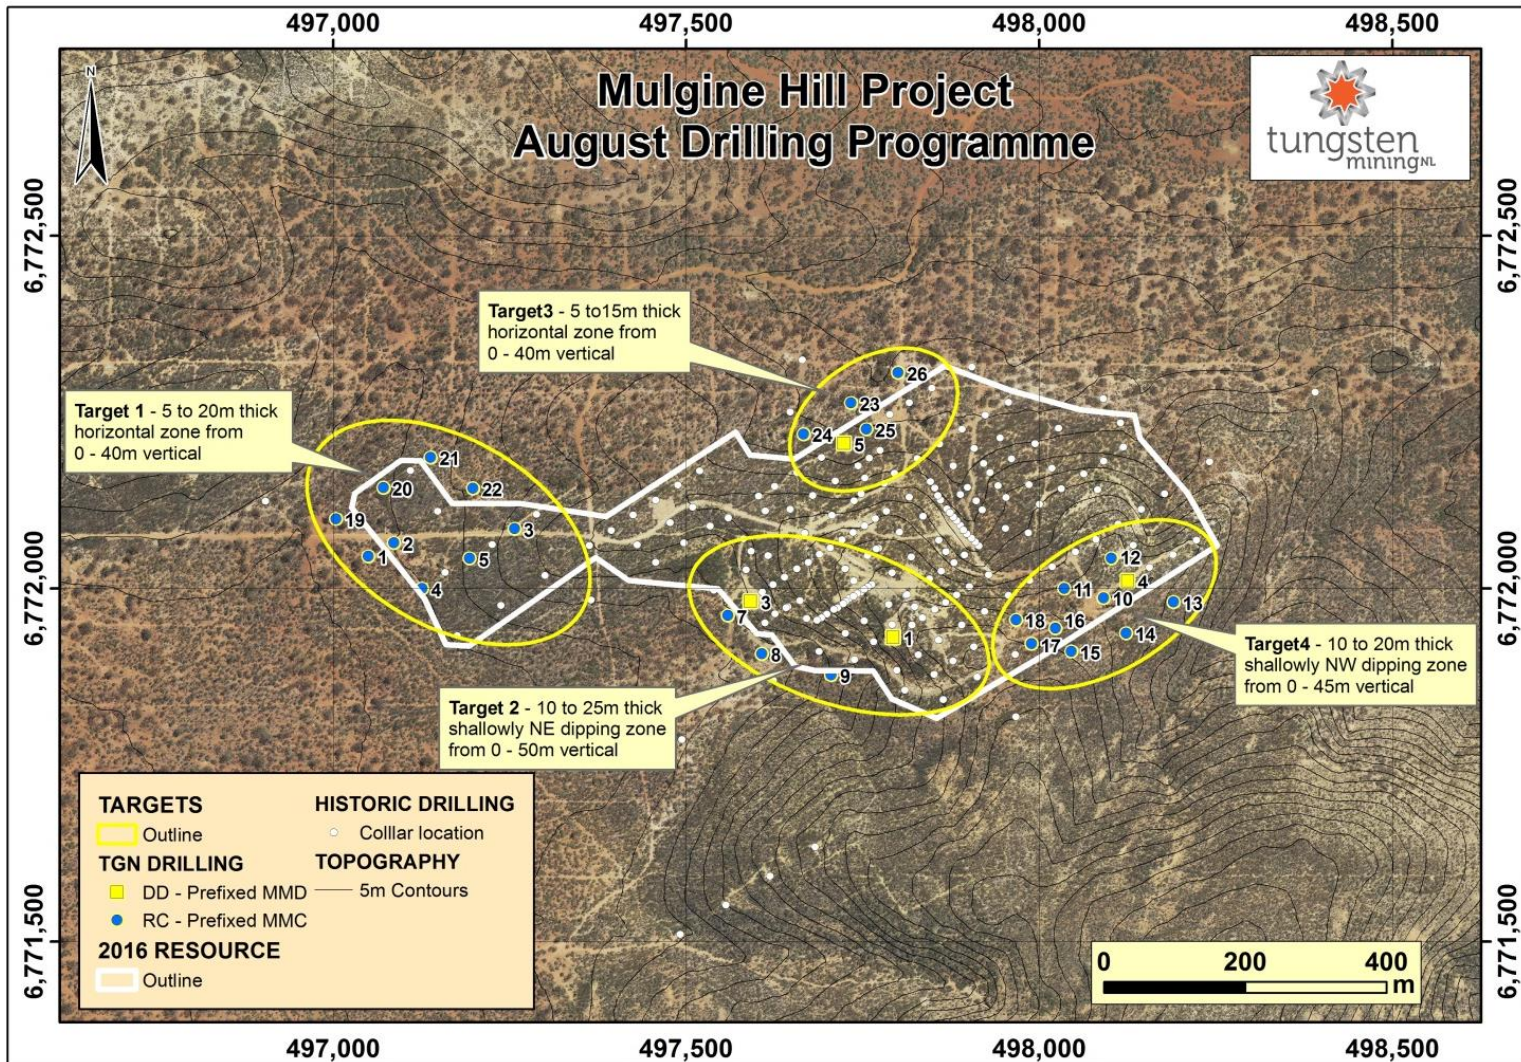 497,000
497,500
498,000
498,500
N
Mulgine Hill Project
August Drilling Programme
tungsten
miningNL
6,772,500
6,772,500
Target3 - 5 to15m thick
horizontal zone from
0 - 40m vertical
Target 1 - 5 to 20m thick
horizontal zone from
0 - 40m vertical
26
23
24
25
5
21
20
22
19
3
2
1
5
4
6,772,000
6,772,000
12
4
11
10
13
3
7
18
16
14
1
17
15
8
9
Target4 - 10 to 20m thick
shallowly NW dipping zone
from 0 - 45m vertical
Target 2 - 10 to 25m thick
shallowly NE dipping zone
from 0 - 50m vertical
TARGETS
Outline
TGN DRILLING
DD - Prefixed MMD
RC - Prefixed MMC
2016 RESOURCE
Outline
HISTORIC DRILLING
Colllar location
TOPOGRAPHY
5m Contours
6,771,500
6,771,500
0 200 400
m
497,000
497,500
498,000
498,500